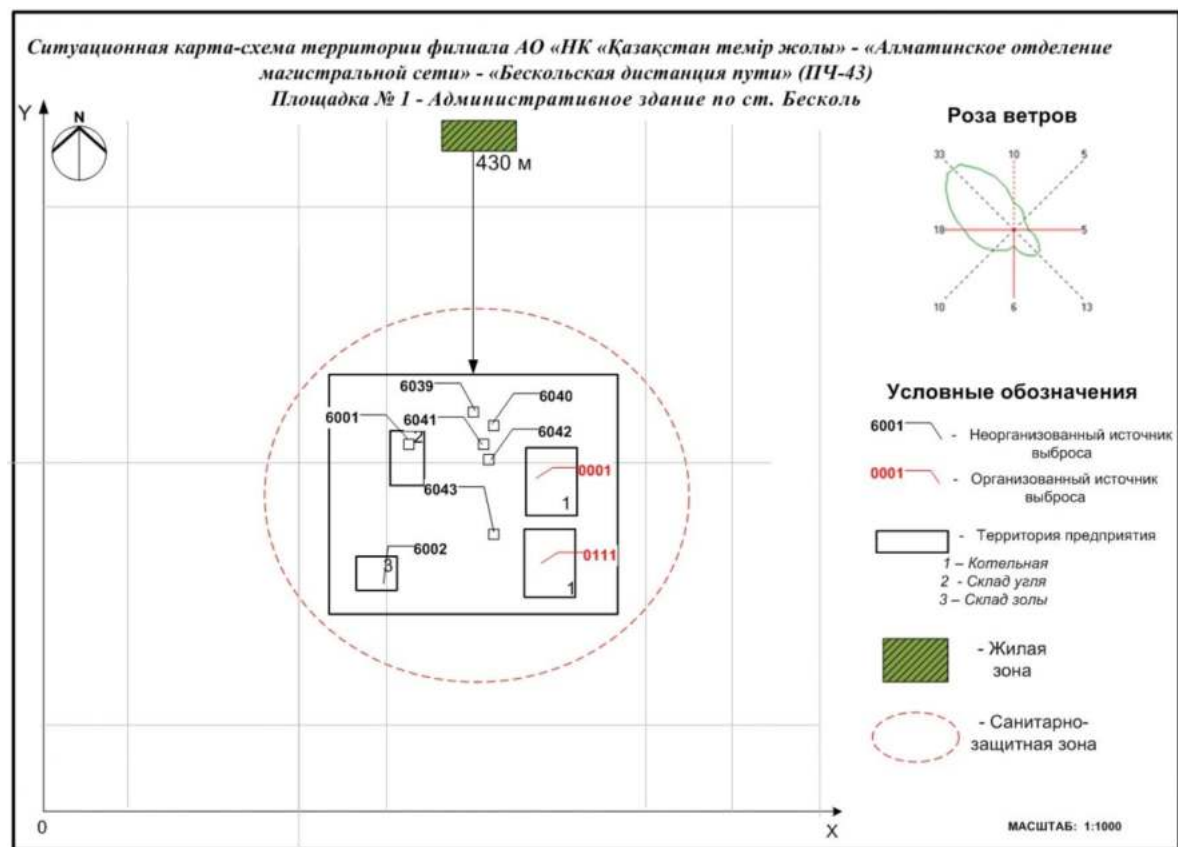 Ситуационная карта-схема территории филиала АО «НК «Қазақстан темір жолы» - «Алматинское отделение
магистральной сети» - «Бескольская дистанция пути» (ПЧ-43)
Площадка № 1 - Административное здание по ст. Бесколь
Y
N
430 м
Роза ветров
33
10
5
18
5
10
6
13
6039
6040
6001
6041
6042
2
0001
6043
1
6002
3
0111
1
Условные обозначения
6001 - Неорганизованный источник
выброса
0001 - Организованный источник
выброса
- Территория предприятия
1 – Котельная
2 - Склад угля
3 – Склад золы
- Жилая
зона
- Санитарно-
защитная зона
0
X
МАСШТАБ: 1:1000